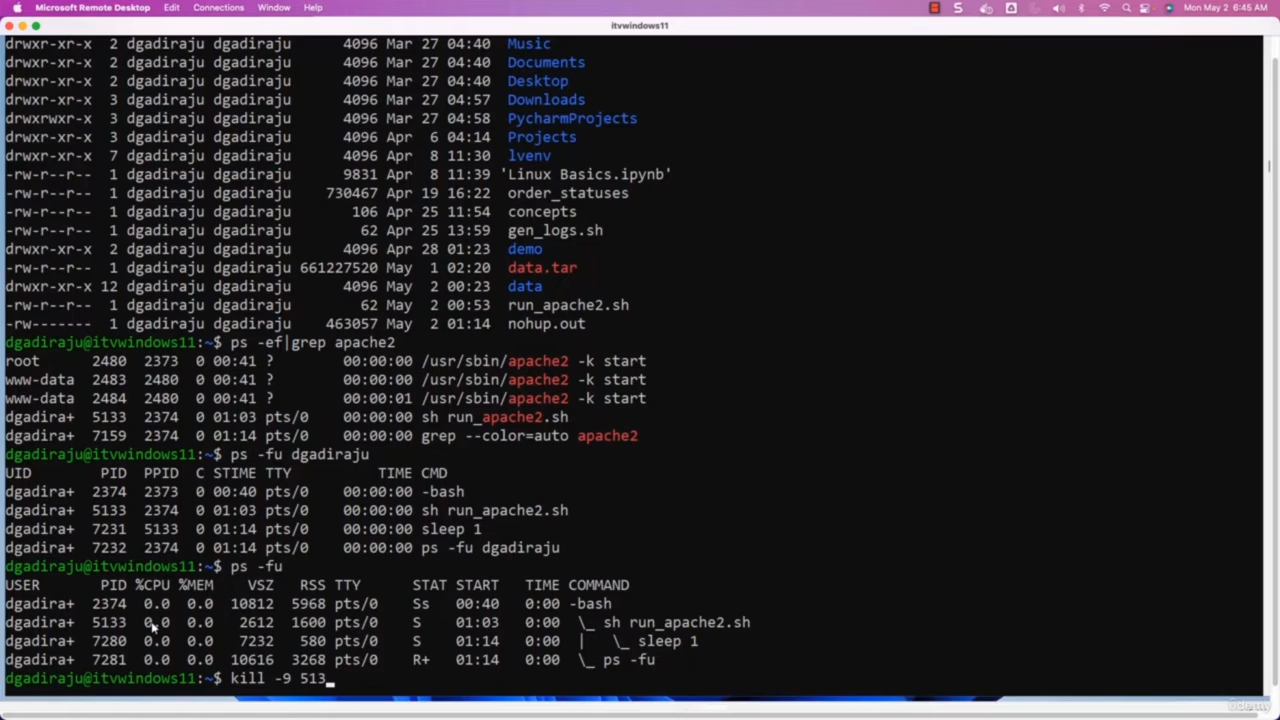 Microsoft Remote Desktop Edit Connections Window Help Mon May 2 6:45 AM
itvwindows11
drwxr-xr-x 2 dgadiraju dgadiraju 4096 Mar 27 04:40 Music
drwxr-xr-x 2 dgadiraju dgadiraju 4096 Mar 27 04:40 Documents
drwxr-xr-x 2 dgadiraju dgadiraju 4096 Mar 27 04:40 Desktop
drwxr-xr-x 3 dgadiraju dgadiraju 4096 Mar 27 04:57 Downloads
drwxrwxr-x 3 dgadiraju dgadiraju 4096 Mar 27 04:58 PycharmProjects
drwxr-xr-x 3 dgadiraju dgadiraju 4096 Apr 6 04:14 Projects
drwxr-xr-x 7 dgadiraju dgadiraju 4096 Apr 8 11:30 lvenv
-rw-r--r-- 1 dgadiraju dgadiraju 9831 Apr 8 11:39 'Linux Basics.ipynb'
-rw-r--r-- 1 dgadiraju dgadiraju 730467 Apr 19 16:22 order_statuses
-rw-r--r-- 1 dgadiraju dgadiraju 106 Apr 25 11:54 concepts
-rw-r--r-- 1 dgadiraju dgadiraju 62 Apr 25 13:59 gen_logs.sh
drwxr-xr-x 2 dgadiraju dgadiraju 4096 Apr 28 01:23 demo
-rw-r--r-- 1 dgadiraju dgadiraju 661227520 May 1 02:20 data.tar
drwxr-xr-x 12 dgadiraju dgadiraju 4096 May 2 00:23 data
-rw-r--r-- 1 dgadiraju dgadiraju 62 May 2 00:53 run_apache2.sh
-rw------- 1 dgadiraju dgadiraju 463057 May 2 01:14 nohup.out
dgadiraju@itvwindows11:~$ ps -ef|grep apache2
root 2480 2373 0 00:41 ? 00:00:00 /usr/sbin/apache2 -k start
www-data 2483 2480 0 00:41 ? 00:00:00 /usr/sbin/apache2 -k start
www-data 2484 2480 0 00:41 ? 00:00:01 /usr/sbin/apache2 -k start
dgadira+ 5133 2374 0 01:03 pts/0 00:00:00 sh run_apache2.sh
dgadira+ 7159 2374 0 01:14 pts/0 00:00:00 grep --color=auto apache2
dgadiraju@itvwindows11:~$ ps -fu dgadiraju
UID PID PPID C STIME TTY TIME CMD
dgadira+ 2374 2373 0 00:40 pts/0 00:00:00 -bash
dgadira+ 5133 2374 0 01:03 pts/0 00:00:00 sh run_apache2.sh
dgadira+ 7231 5133 0 01:14 pts/0 00:00:00 sleep 1
dgadira+ 7232 2374 0 01:14 pts/0 00:00:00 ps -fu dgadiraju
dgadiraju@itvwindows11:~$ ps -fu
USER PID %CPU %MEM VSZ RSS TTY STAT START TIME COMMAND
dgadira+ 2374 0.0 0.0 10812 5968 pts/0 Ss 00:40 0:00 -bash
dgadira+ 5133 0.0 0.0 2612 1600 pts/0 S 01:03 0:00 \_ sh run_apache2.sh
dgadira+ 7280 0.0 0.0 7232 580 pts/0 S 01:14 0:00 | \_ sleep 1
dgadira+ 7281 0.0 0.0 10616 3268 pts/0 R+ 01:14 0:00 \_ ps -fu
dgadiraju@itvwindows11:~$ kill -9 513_
udemy